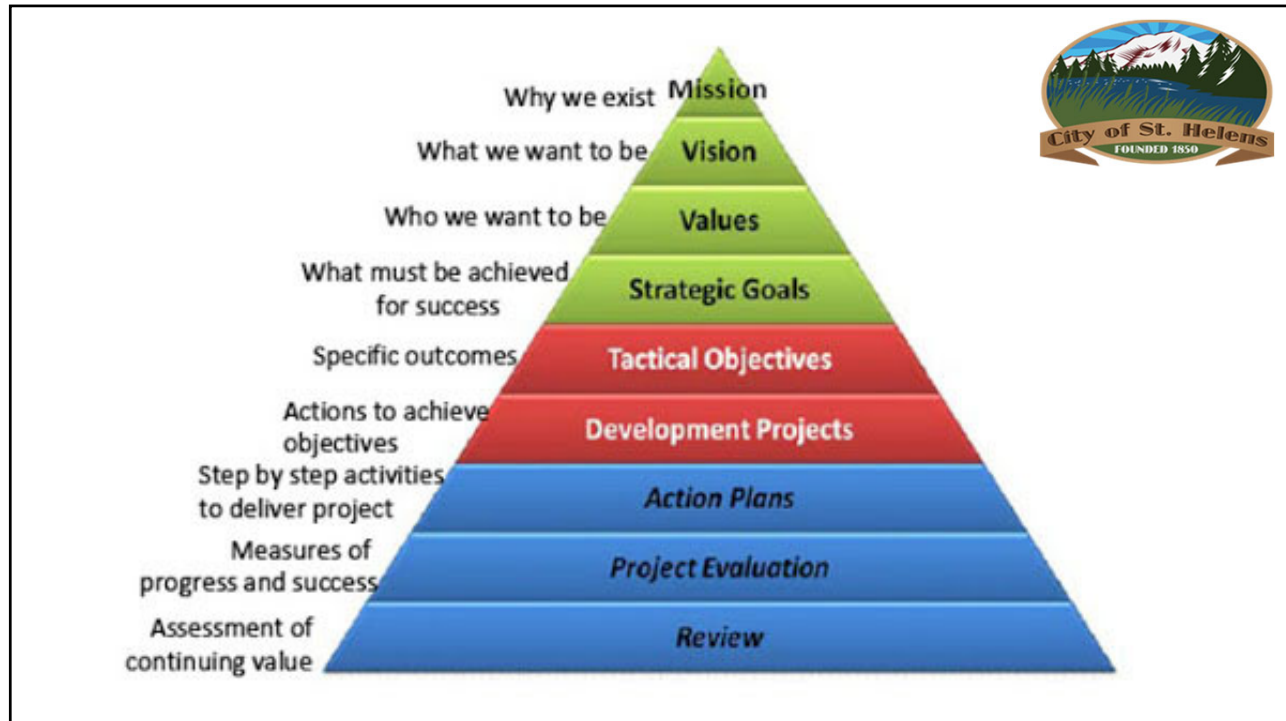 City of St. Helens
FOUNDED 1850
Why we exist
Mission
What we want to be
Vision
Who we want to be
Values
What must be achieved
for success
Strategic Goals
Specific outcomes
Tactical Objectives
Actions to achieve
objectives
Development Projects
Step by step activities
to deliver project
Action Plans
Measures of
progress and success
Project Evaluation
Assessment of
continuing value
Review